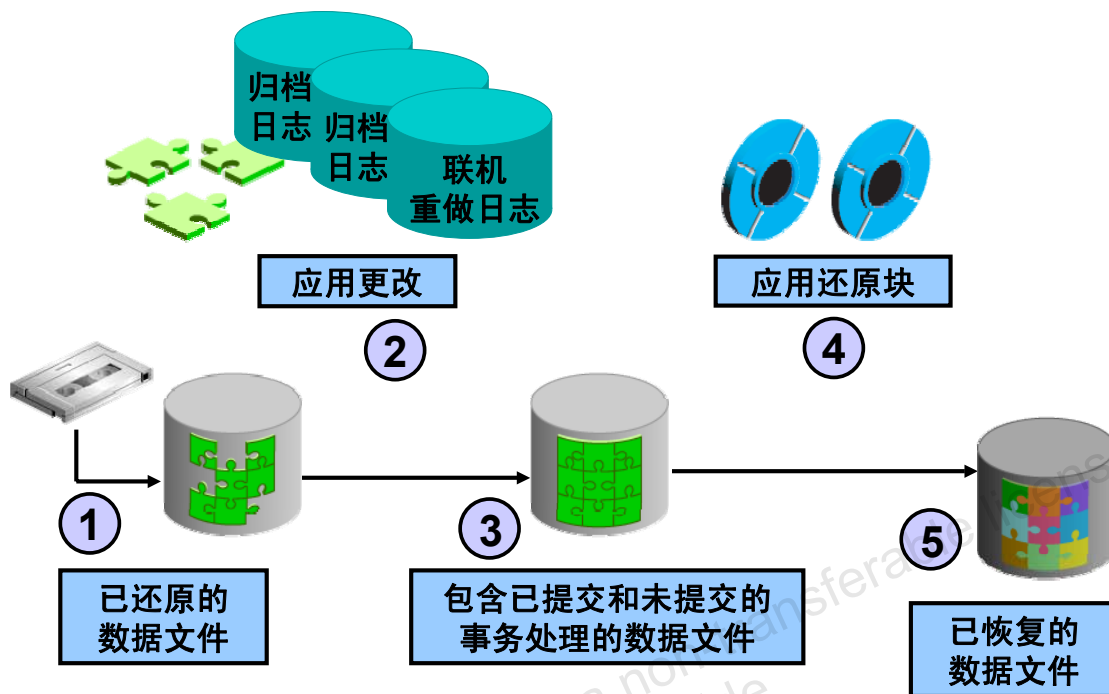 归档
日志
归档
日志
联机
重做日志
应用更改
应用还原块
2
4
1
3
5
已还原的
数据文件
包含已提交和未提交的
事务处理的数据文件
已恢复的
数据文件
nontransferable